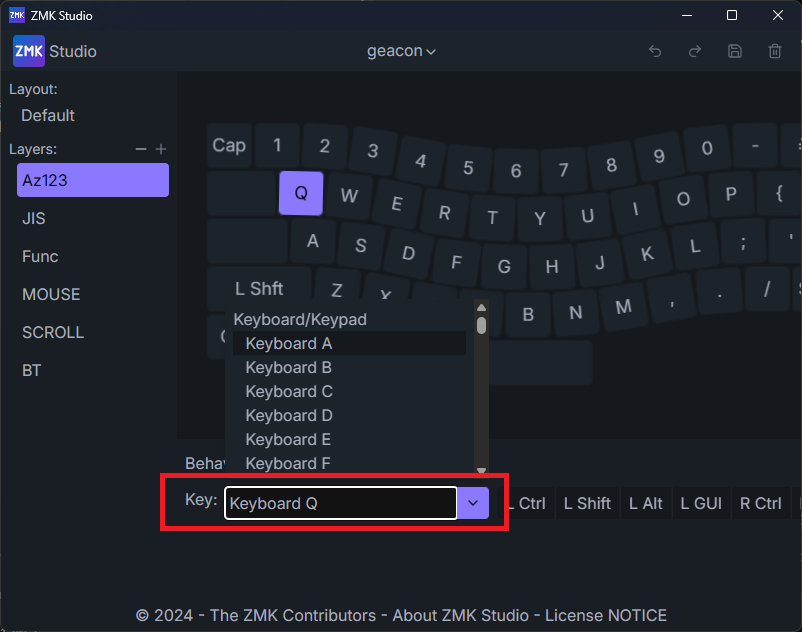 ZMK ZMK Studio
ZMK Studio
geacon
Layout:
Default
Layers:
Az123
JIS
Func
MOUSE
SCROLL
BT
Cap 1 2 3 4 5 6 7 8 9 0 -
Q W E R T Y U I O P {
A S D F G H J K L ; '
L Shft Z X B N M , . /
Keyboard/Keypad
Keyboard A
Keyboard B
Keyboard C
Keyboard D
Keyboard E
Keyboard F
Behav
Key: Keyboard Q L Ctrl L Shift L Alt L GUI R Ctrl
© 2024 - The ZMK Contributors - About ZMK Studio - License NOTICE